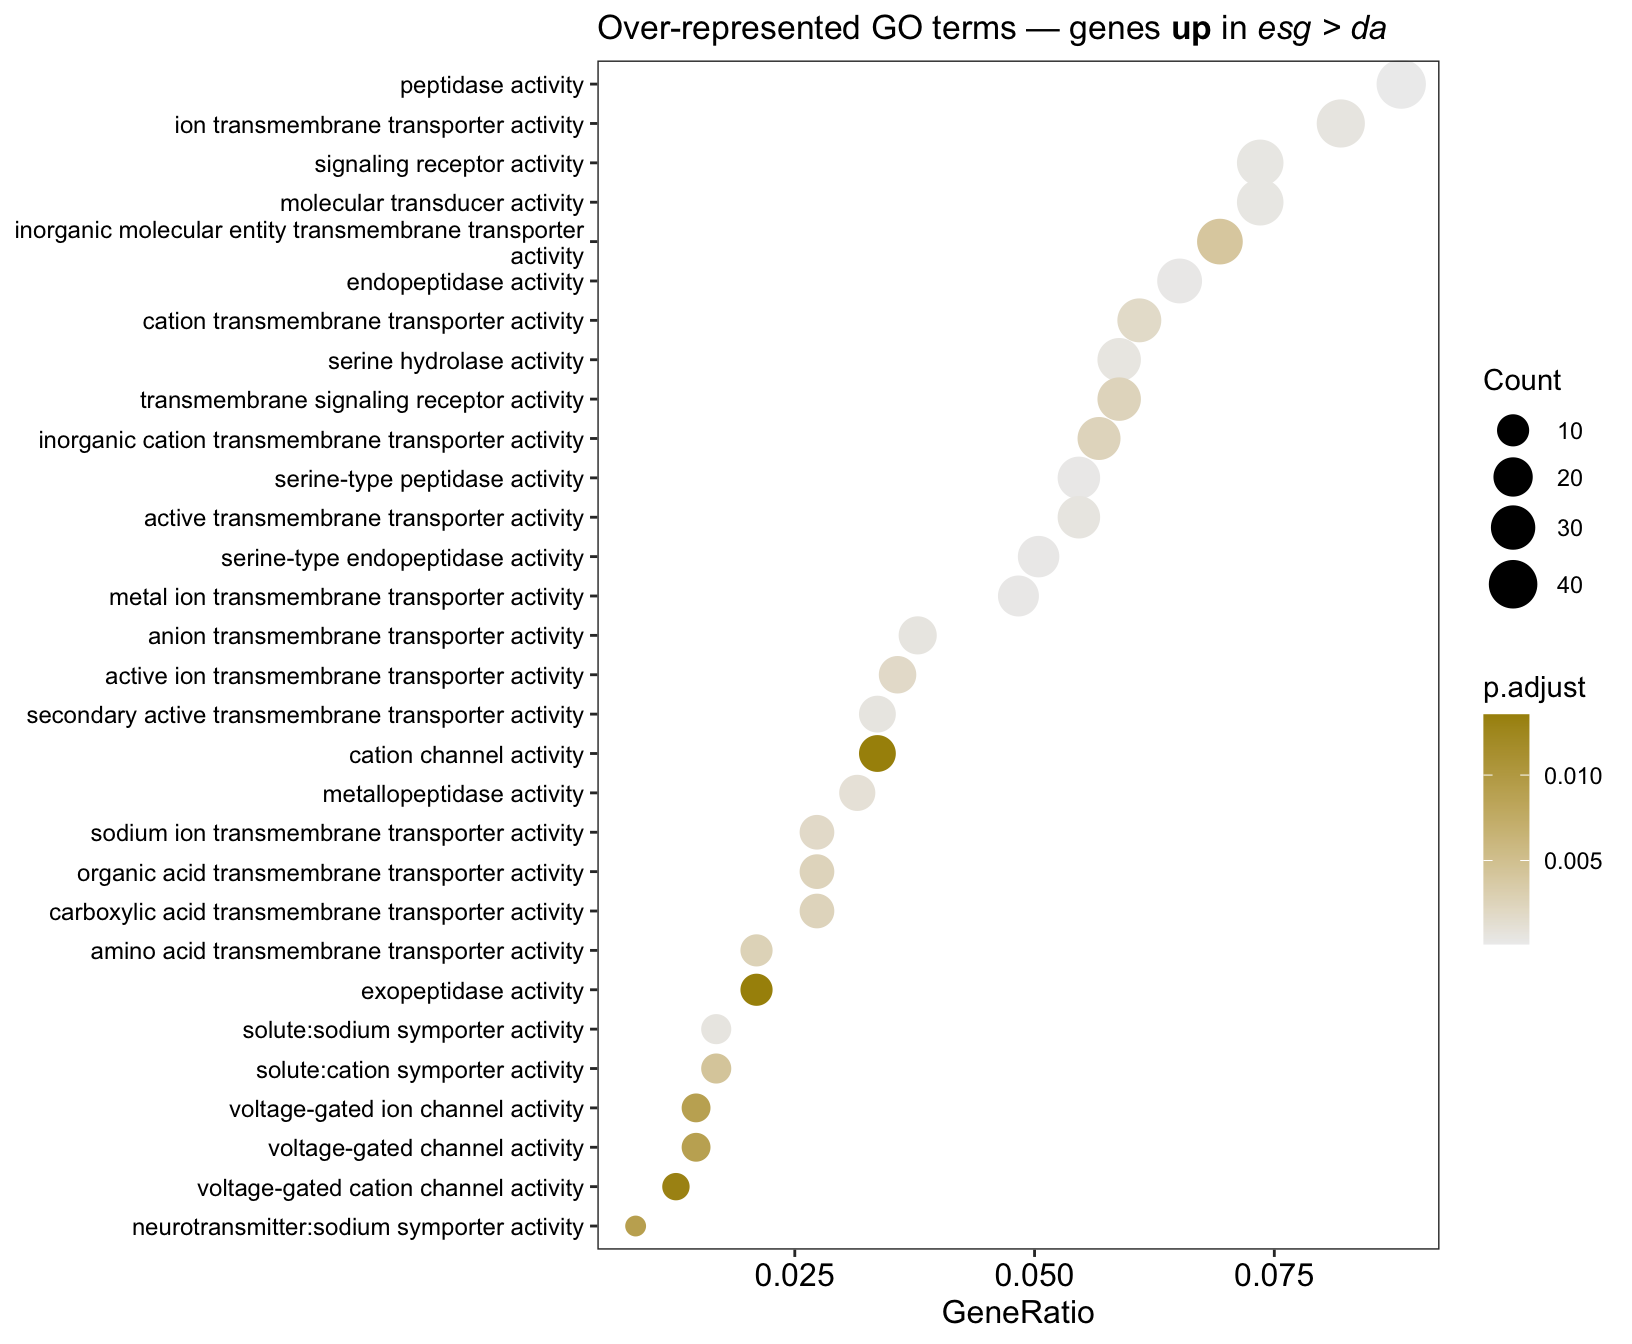 Over-represented GO terms — genes up in esg > da
peptidase activity
ion transmembrane transporter activity
signaling receptor activity
molecular transducer activity
inorganic molecular entity transmembrane transporter
activity
endopeptidase activity
cation transmembrane transporter activity
serine hydrolase activity
transmembrane signaling receptor activity
inorganic cation transmembrane transporter activity
serine-type peptidase activity
active transmembrane transporter activity
serine-type endopeptidase activity
metal ion transmembrane transporter activity
anion transmembrane transporter activity
active ion transmembrane transporter activity
secondary active transmembrane transporter activity
cation channel activity
metallopeptidase activity
sodium ion transmembrane transporter activity
organic acid transmembrane transporter activity
carboxylic acid transmembrane transporter activity
amino acid transmembrane transporter activity
exopeptidase activity
solute:sodium symporter activity
solute:cation symporter activity
voltage-gated ion channel activity
voltage-gated channel activity
voltage-gated cation channel activity
neurotransmitter:sodium symporter activity
0.025 0.050 0.075
GeneRatio
Count
10
20
30
40
p.adjust
0.010
0.005